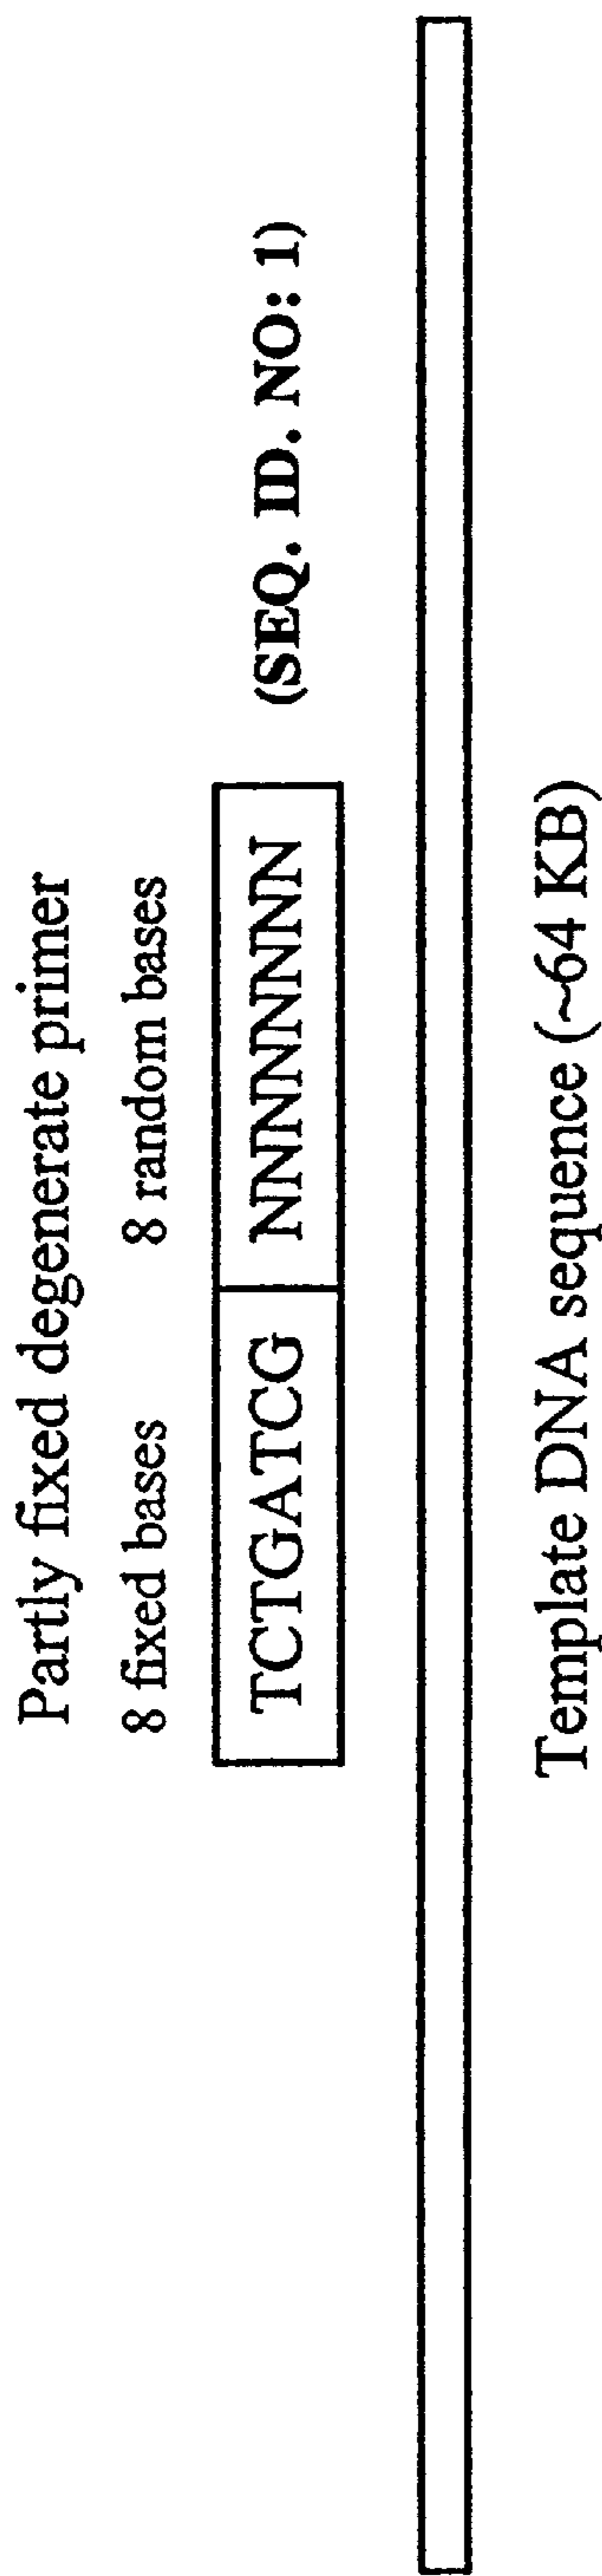 Partly fixed degenerate primer
8 fixed bases 8 random bases
TCTGATCG NNNNNNNN (SEQ. ID. NO: 1)
Template DNA sequence (~64 KB)